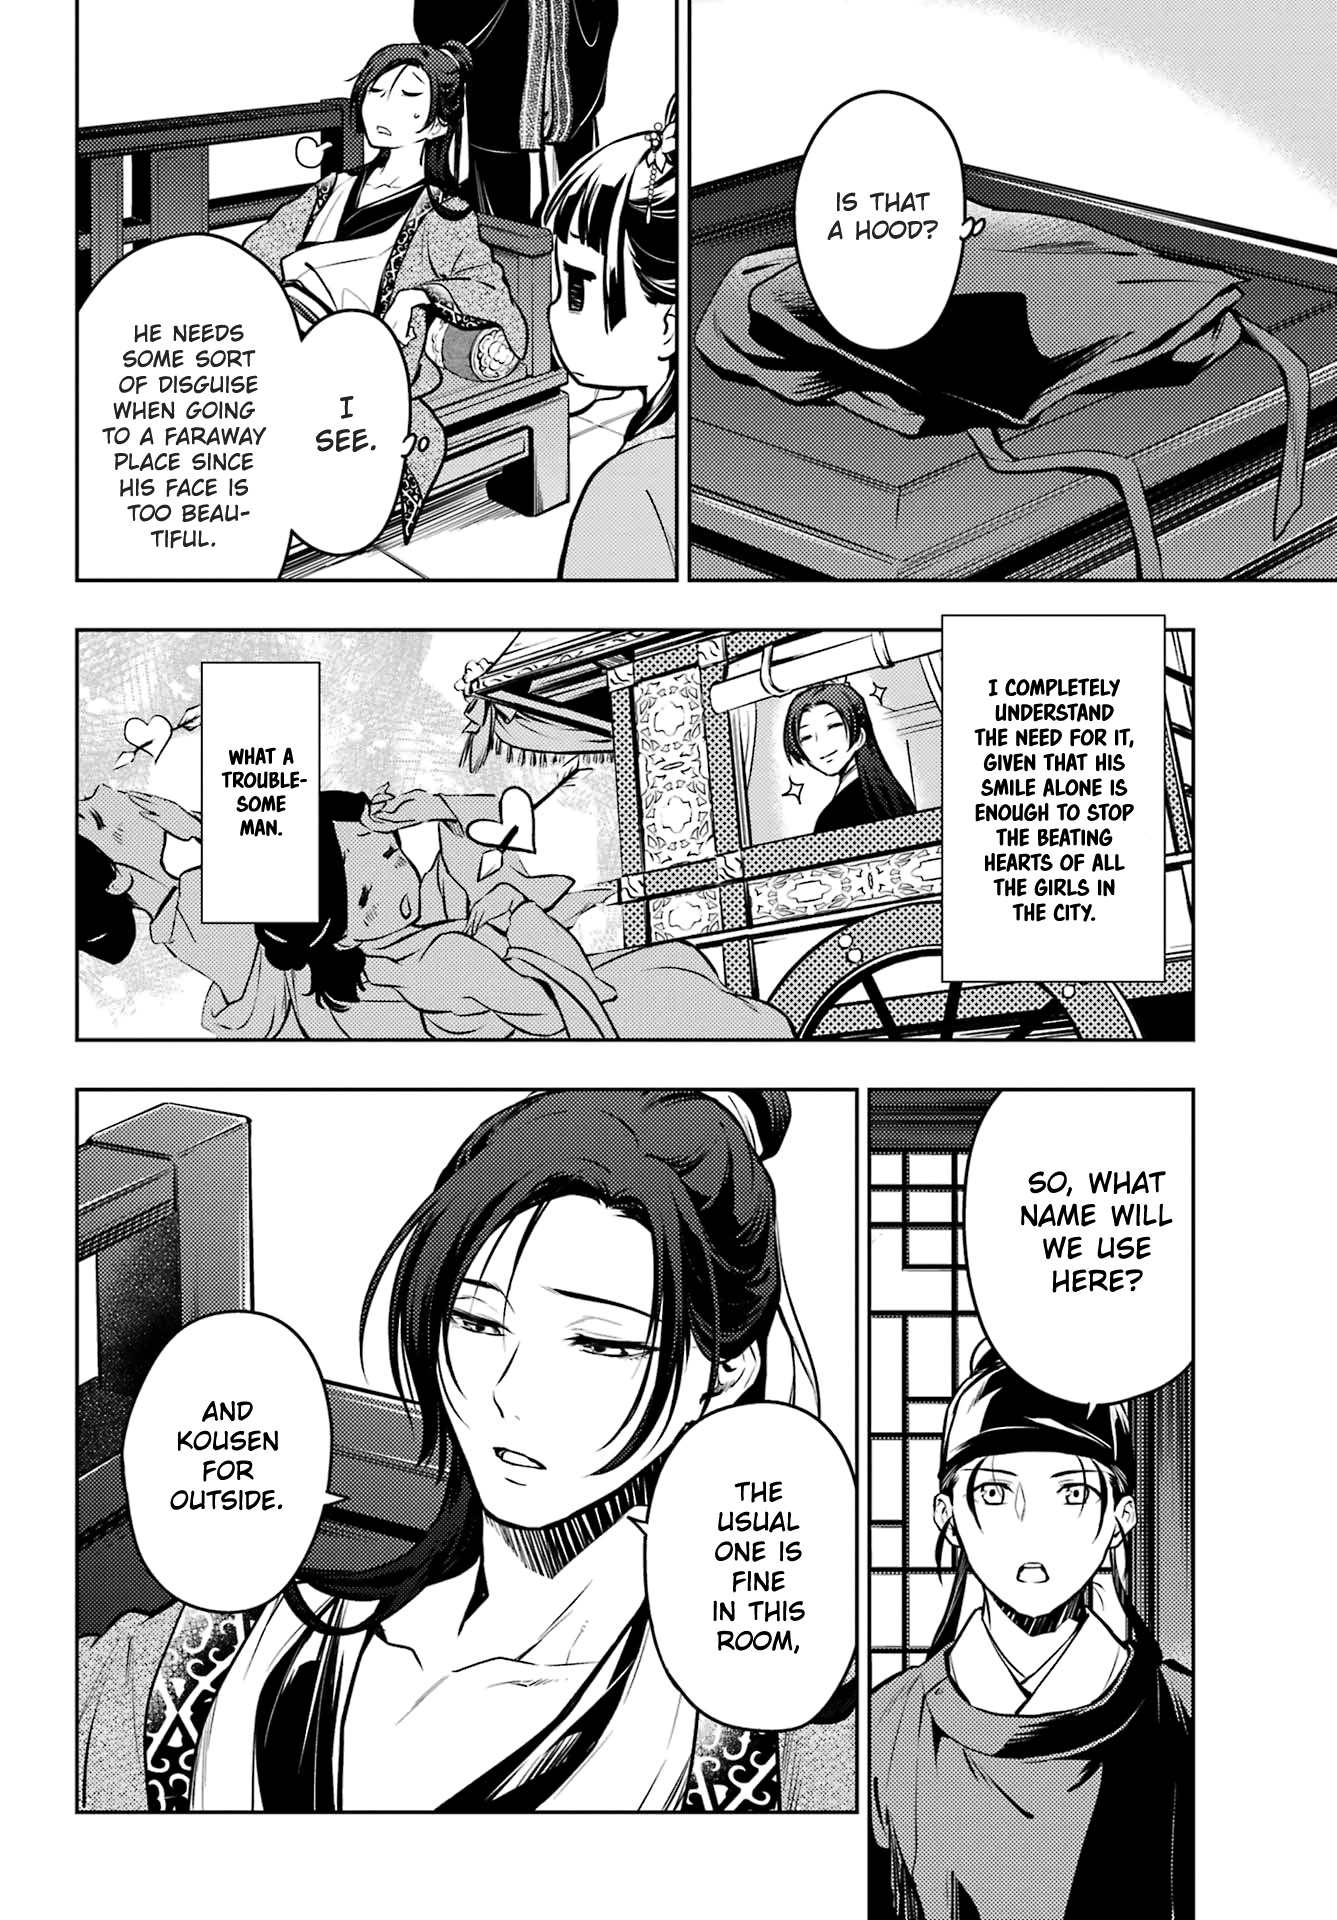 IS THAT
A HOOD?
I
SEE.
HE NEEDS
SOME SORT
OF DISGUISE
WHEN GOING
TO A FARAWAY
PLACE SINCE
HIS FACE IS
TOO BEAU-
TIFUL.
I COMPLETELY
UNDERSTAND
THE NEED FOR IT,
GIVEN THAT HIS
SMILE ALONE IS
ENOUGH TO STOP
THE BEATING
HEARTS OF ALL
THE GIRLS IN
THE CITY.
WHAT A
TROUBLE-
SOME
MAN.
SO, WHAT
NAME WILL
WE USE
HERE?
THE
USUAL
ONE IS
FINE
IN THIS
ROOM,
AND
KOUSEN
FOR
OUTSIDE.